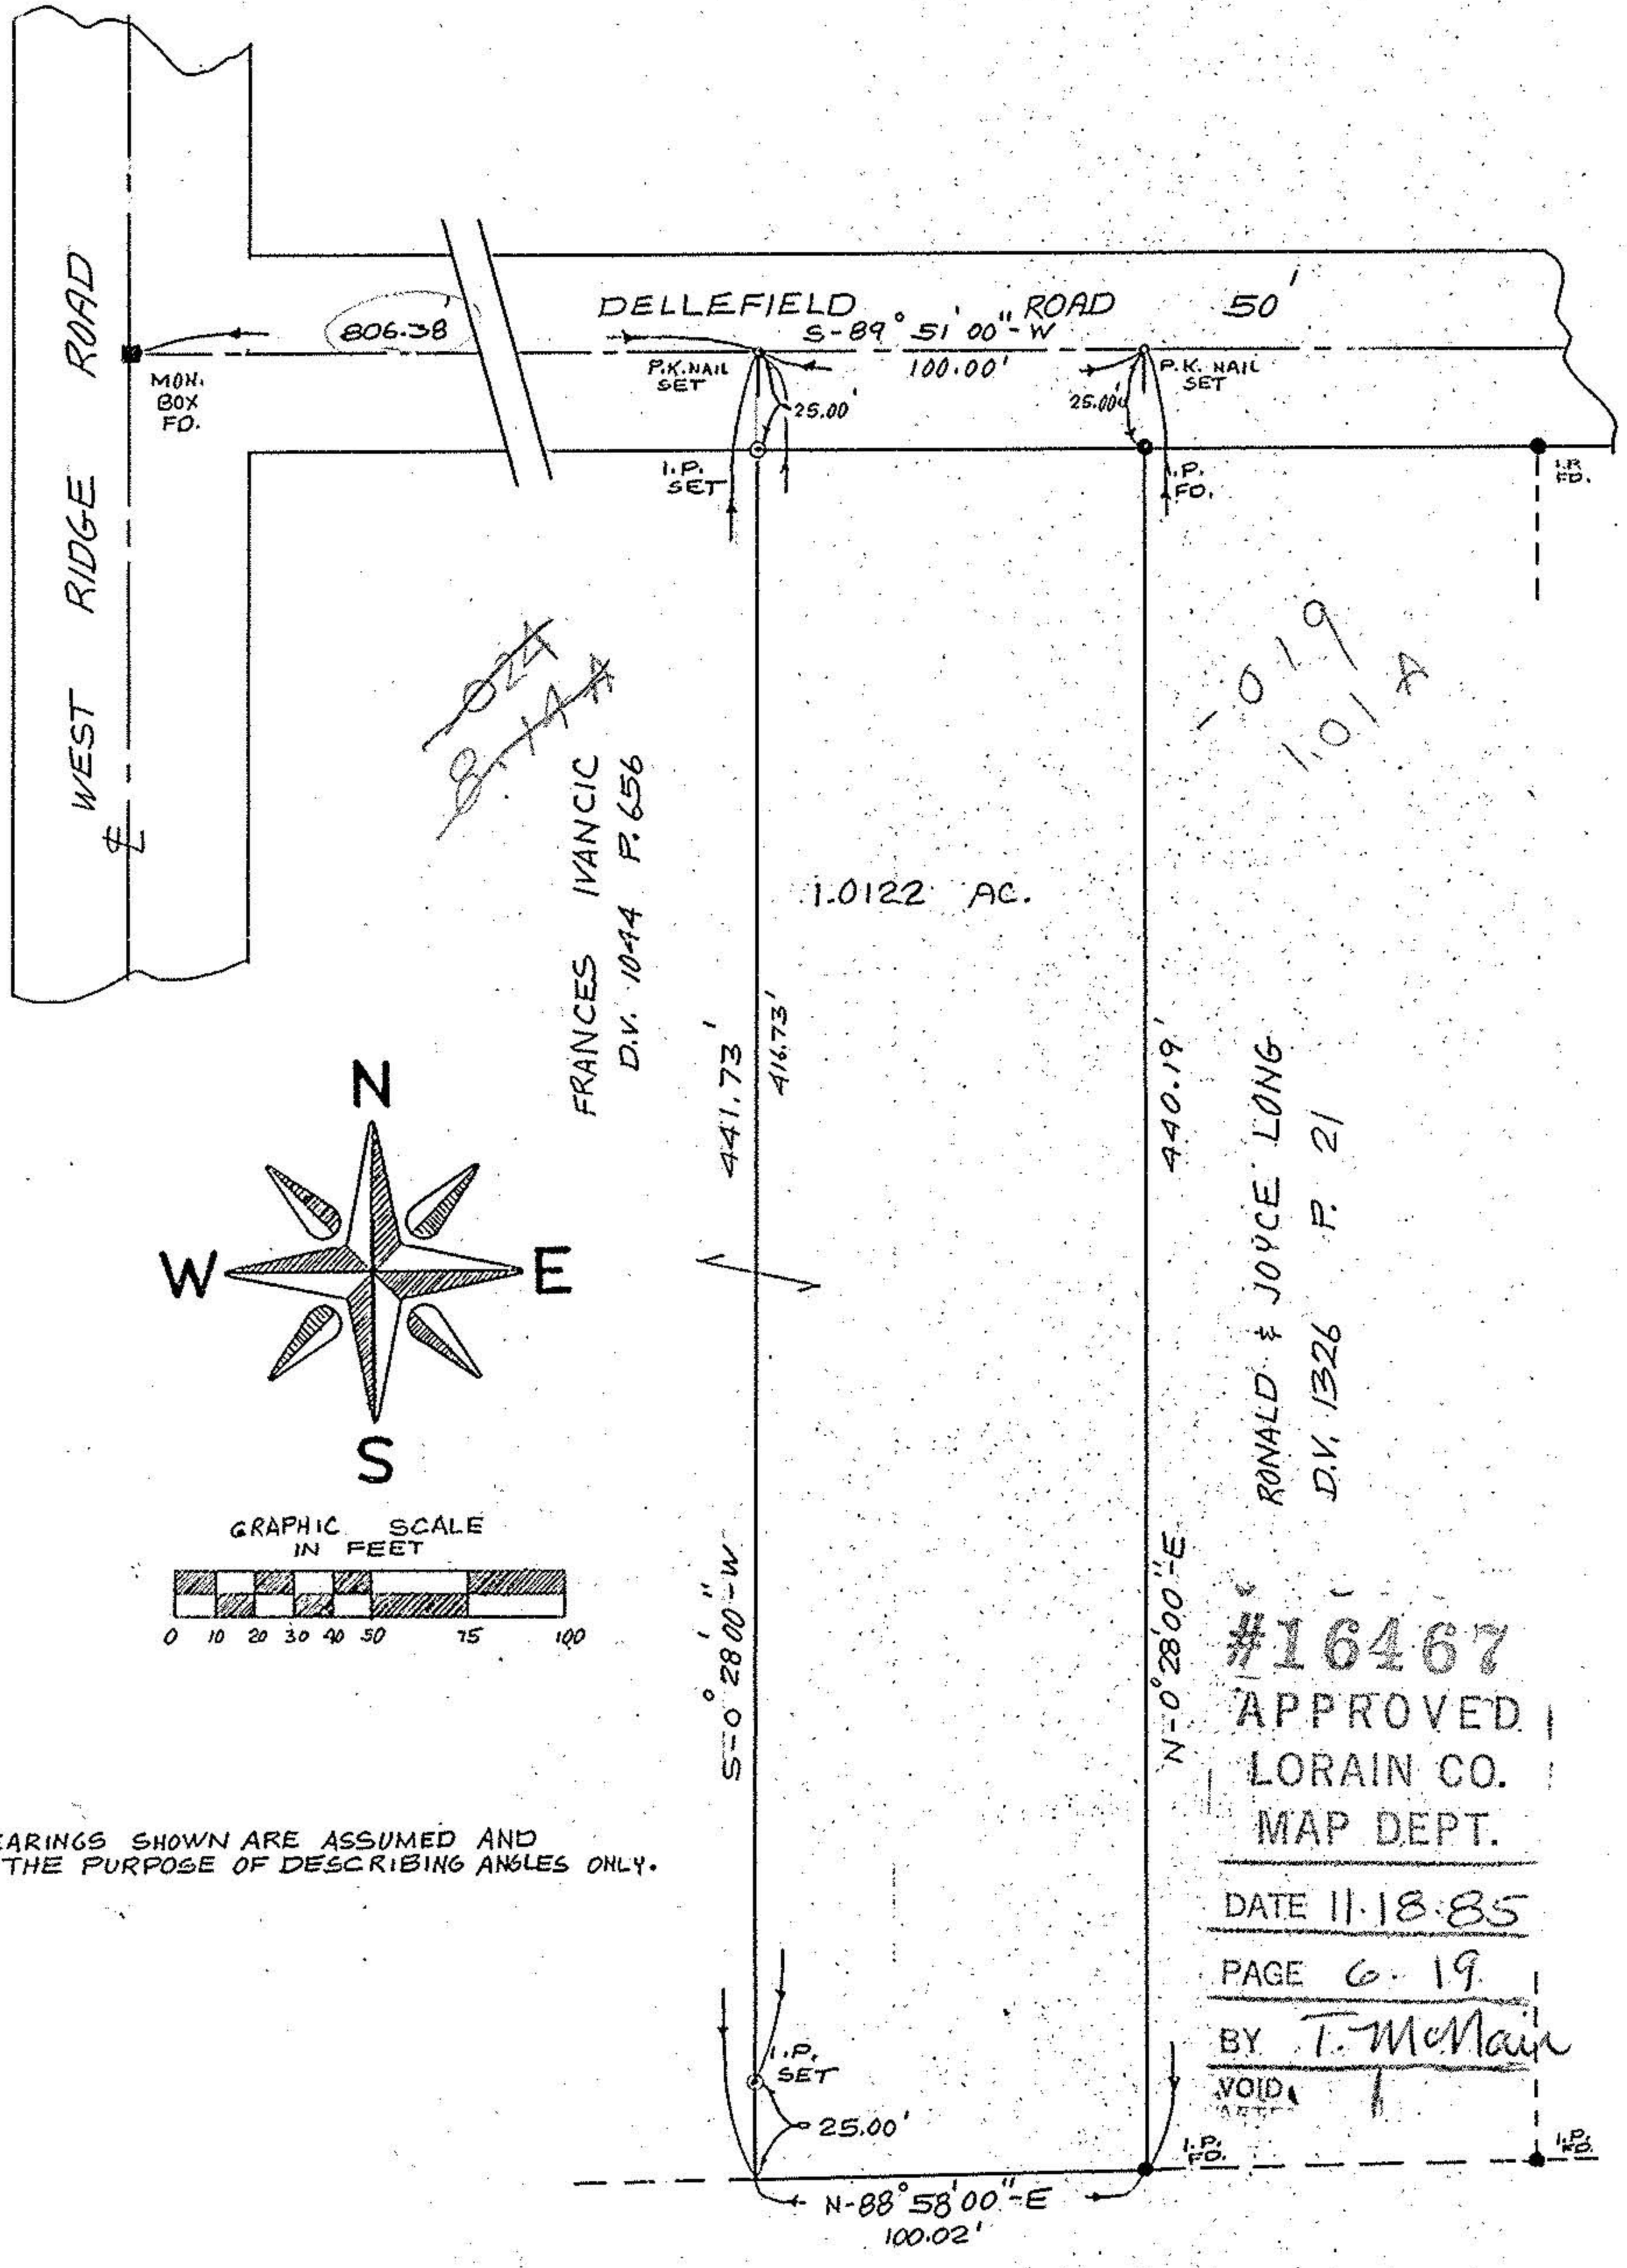 WEST RIDGE ROAD
℄
806.38'
DELLEFIELD ROAD 50'
S-89° 51' 00"-W
100.00'
MON.
BOX
FD.
P.K. NAIL
SET
25.00'
P.K. NAIL
SET
25.00'
I.P.
SET
I.P.
FD.
FD.
-024
8.14 A
-019
1.01 A
FRANCES IVANCIC
D.V. 1044 P. 656
1.0122 AC.
441.73'
416.73'
440.19'
RONALD & JOYCE LONG
D.V. 1326 P. 21
N
W E
S
GRAPHIC SCALE
IN FEET
0 10 20 30 40 50 75 100
S-0° 28' 00"-W
N-0° 28' 00"-E
EARINGS SHOWN ARE ASSUMED AND
THE PURPOSE OF DESCRIBING ANGLES ONLY.
#16467
APPROVED
LORAIN CO.
MAP DEPT.
DATE 11.18.85
PAGE 6.19
BY T. McNair
VOID
I.P.
SET
25.00'
I.P.
FD.
I.P.
FD.
N-88° 58' 00"-E
100.02'